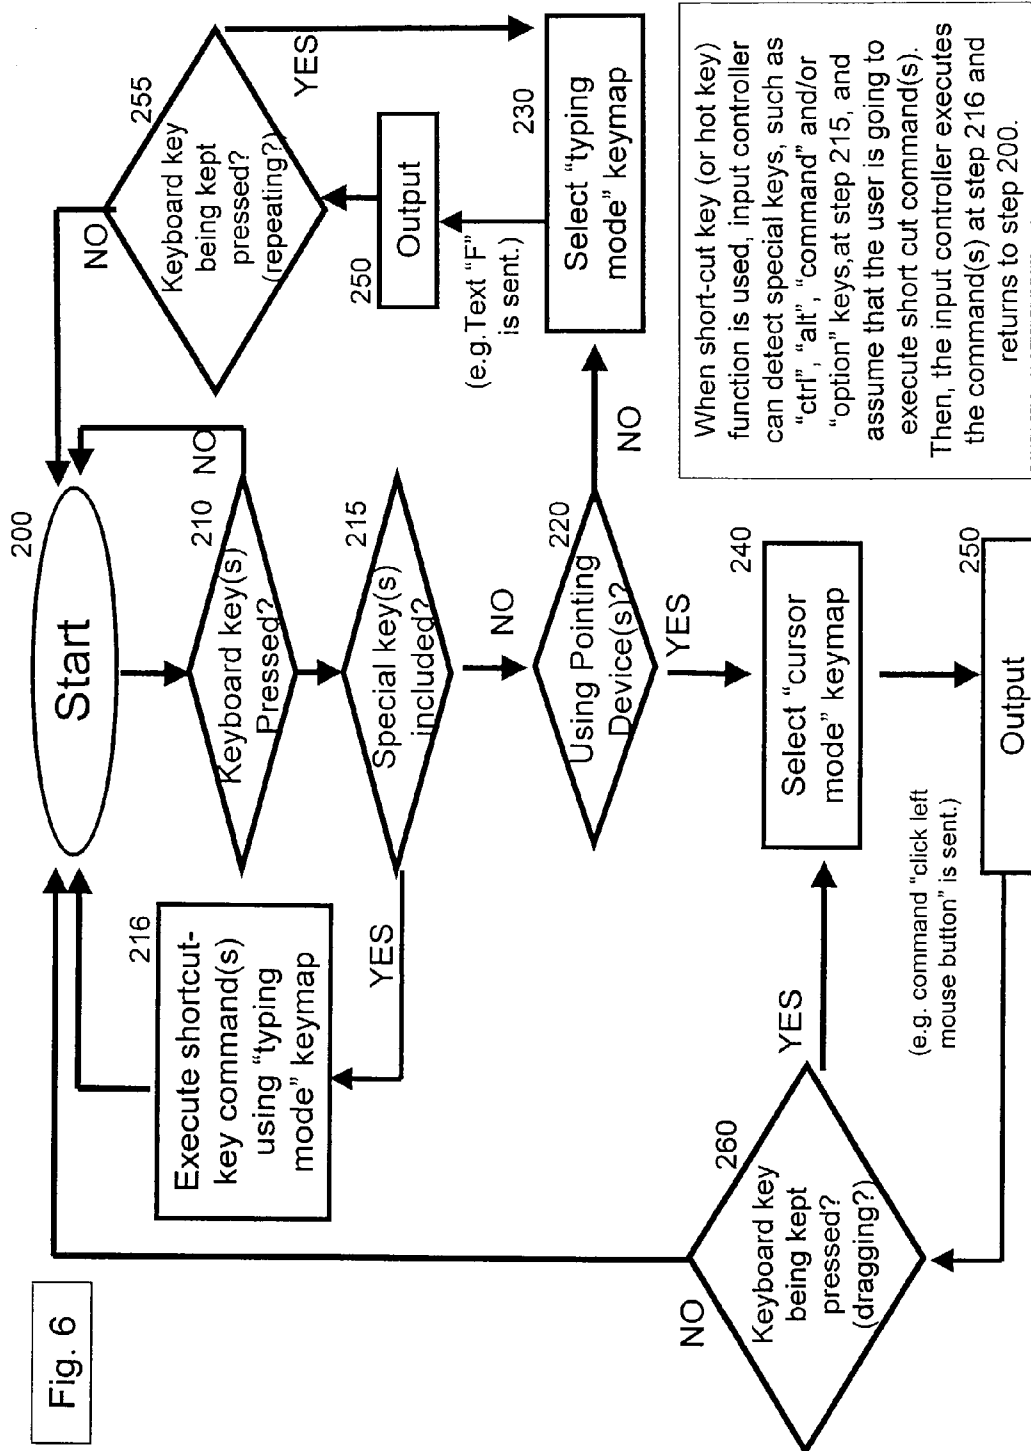 Fig. 6
200
Start
210
Keyboard key(s)
Pressed?
NO
215
Special key(s)
included?
YES
NO
216
Execute shortcut-
key command(s)
using "typing
mode" keymap
220
Using Pointing
Device(s)?
NO
YES
230
Select "typing
mode" keymap
(e.g.Text "F"
is sent.)
250
Output
255
Keyboard key
being kept
pressed?
(repeating?)
YES
NO
240
Select "cursor
mode" keymap
250
Output
(e.g. command "click left
mouse button" is sent.)
260
Keyboard key
being kept
pressed?
(dragging?)
YES
NO
When short-cut key (or hot key)
function is used, input controller
can detect special keys, such as
"ctrl", "alt", "command" and/or
"option" keys,at step 215, and
assume that the user is going to
execute short cut command(s).
Then, the input controller executes
the command(s) at step 216 and
returns to step 200.